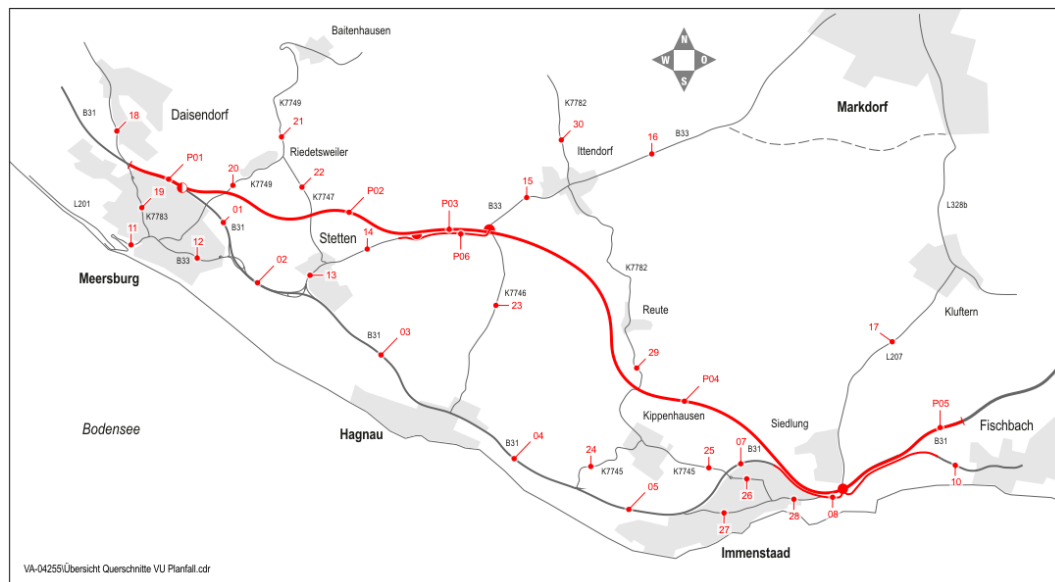 Baitenhausen
N
W
O
S
B31
18
Daisendorf
K7749
21
K7782
30
16
B33
Markdorf
Ittendorf
P01
Riedetsweiler
20
K7749
22
K7747
15
B33
P02
P03
L201
19
K7783
01
B31
11
12
B33
Stetten
14
P06
L328b
Meersburg
02
13
K7782
K7746
23
Reute
Kluftern
B31
03
17
L207
29
P04
Bodensee
Hagnau
Kippenhausen
Siedlung
P05
Fischbach
B31
04
24
K7745
25
K7745
07
B31
B31
10
05
26
27
28
08
Immenstaad
VA-04255\Übersicht Querschnitte VU Planfall.cdr